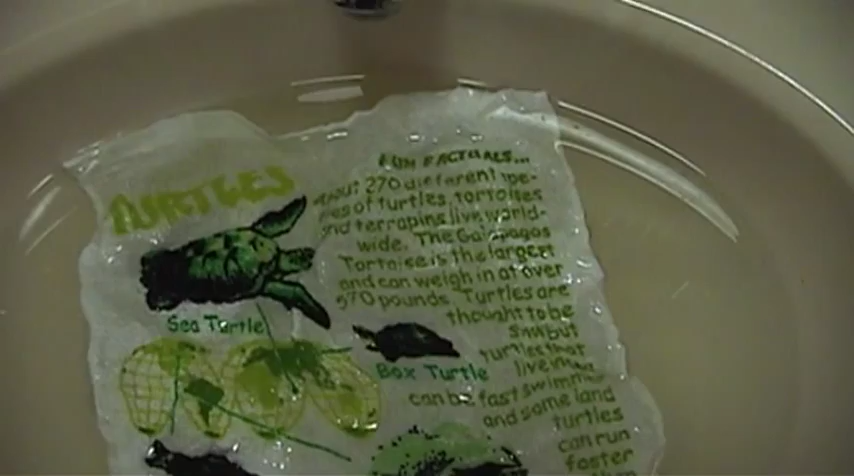 TURTLES
FUN FACTOALS...
About 270 different spe-
cies of turtles, tortoises
and terrapins live world-
wide. The Galapagos
Tortoise is the largest
and can weigh in at over
570 pounds. Turtles are
thought to be
slow but
turtles that
live in
can be fast swimmers
and some land
turtles
can run
faster
Sea Turtle
Box Turtle